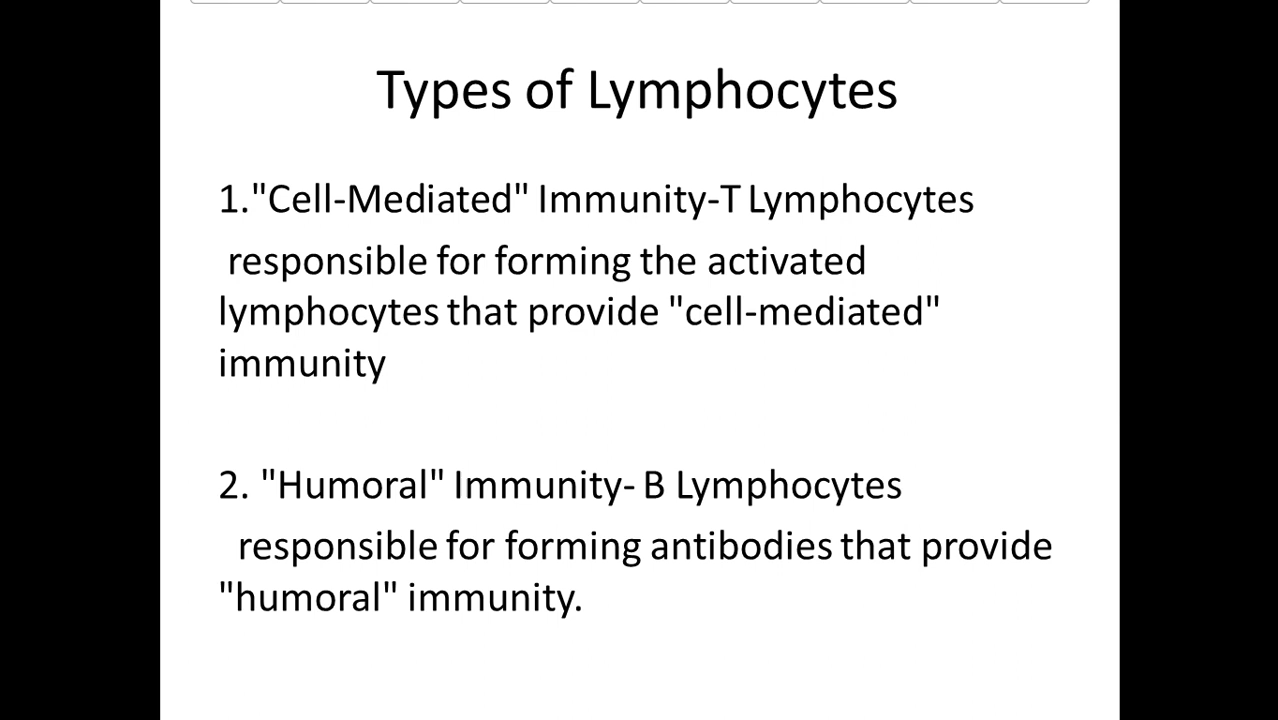 Types of Lymphocytes
1."Cell-Mediated" Immunity-T Lymphocytes
responsible for forming the activated
lymphocytes that provide "cell-mediated"
immunity
2. "Humoral" Immunity- B Lymphocytes
responsible for forming antibodies that provide
"humoral" immunity.